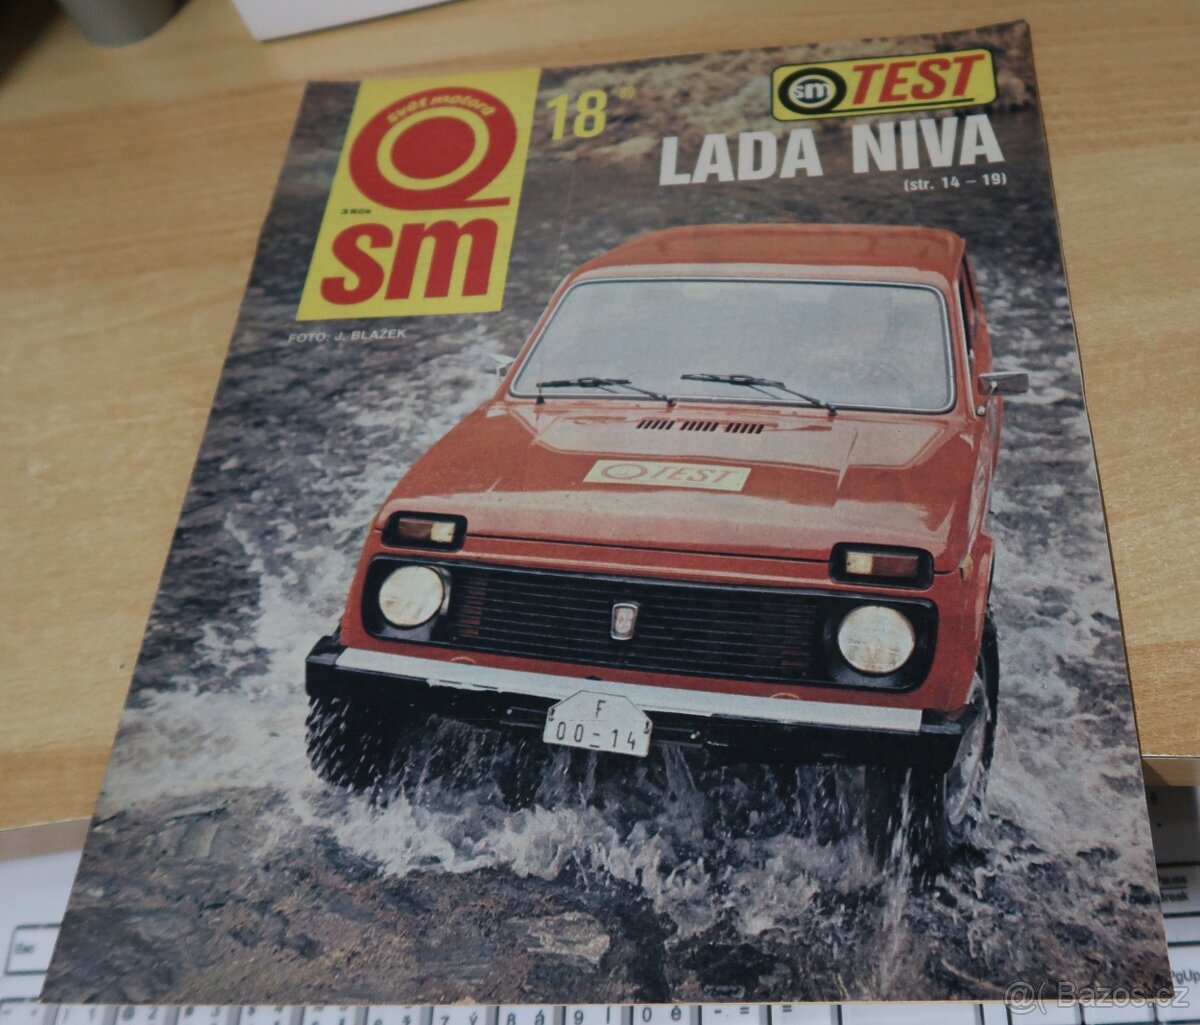 svět motorů
18
sm TEST
LADA NIVA
(str. 14 - 19)
3 Kčs
sm
FOTO: J. BLAŽEK
TEST
F
00-14
Esc
@( Bazos.cz